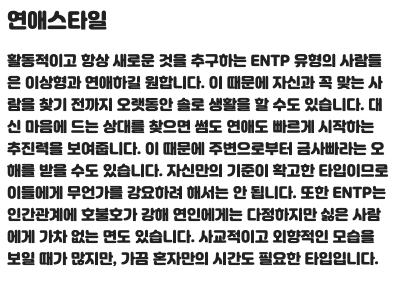 연애스타일
활동적이고 항상 새로운 것을 추구하는 ENTP 유형의 사람들
은 이상형과 연애하길 원합니다. 이 때문에 자신과 꼭 맞는 사
람을 찾기 전까지 오랫동안 솔로 생활을 할 수도 있습니다. 대
신 마음에 드는 상대를 찾으면 썸도 연애도 빠르게 시작하는
추진력을 보여줍니다. 이 때문에 주변으로부터 금사빠라는 오
해를 받을 수도 있습니다. 자신만의 기준이 확고한 타입이므로
이들에게 무언가를 강요하려 해서는 안 됩니다. 또한 ENTP는
인간관계에 호불호가 강해 연인에게는 다정하지만 싫은 사람
에게 가차 없는 면도 있습니다. 사교적이고 외향적인 모습을
보일 때가 많지만, 가끔 혼자만의 시간도 필요한 타입입니다.